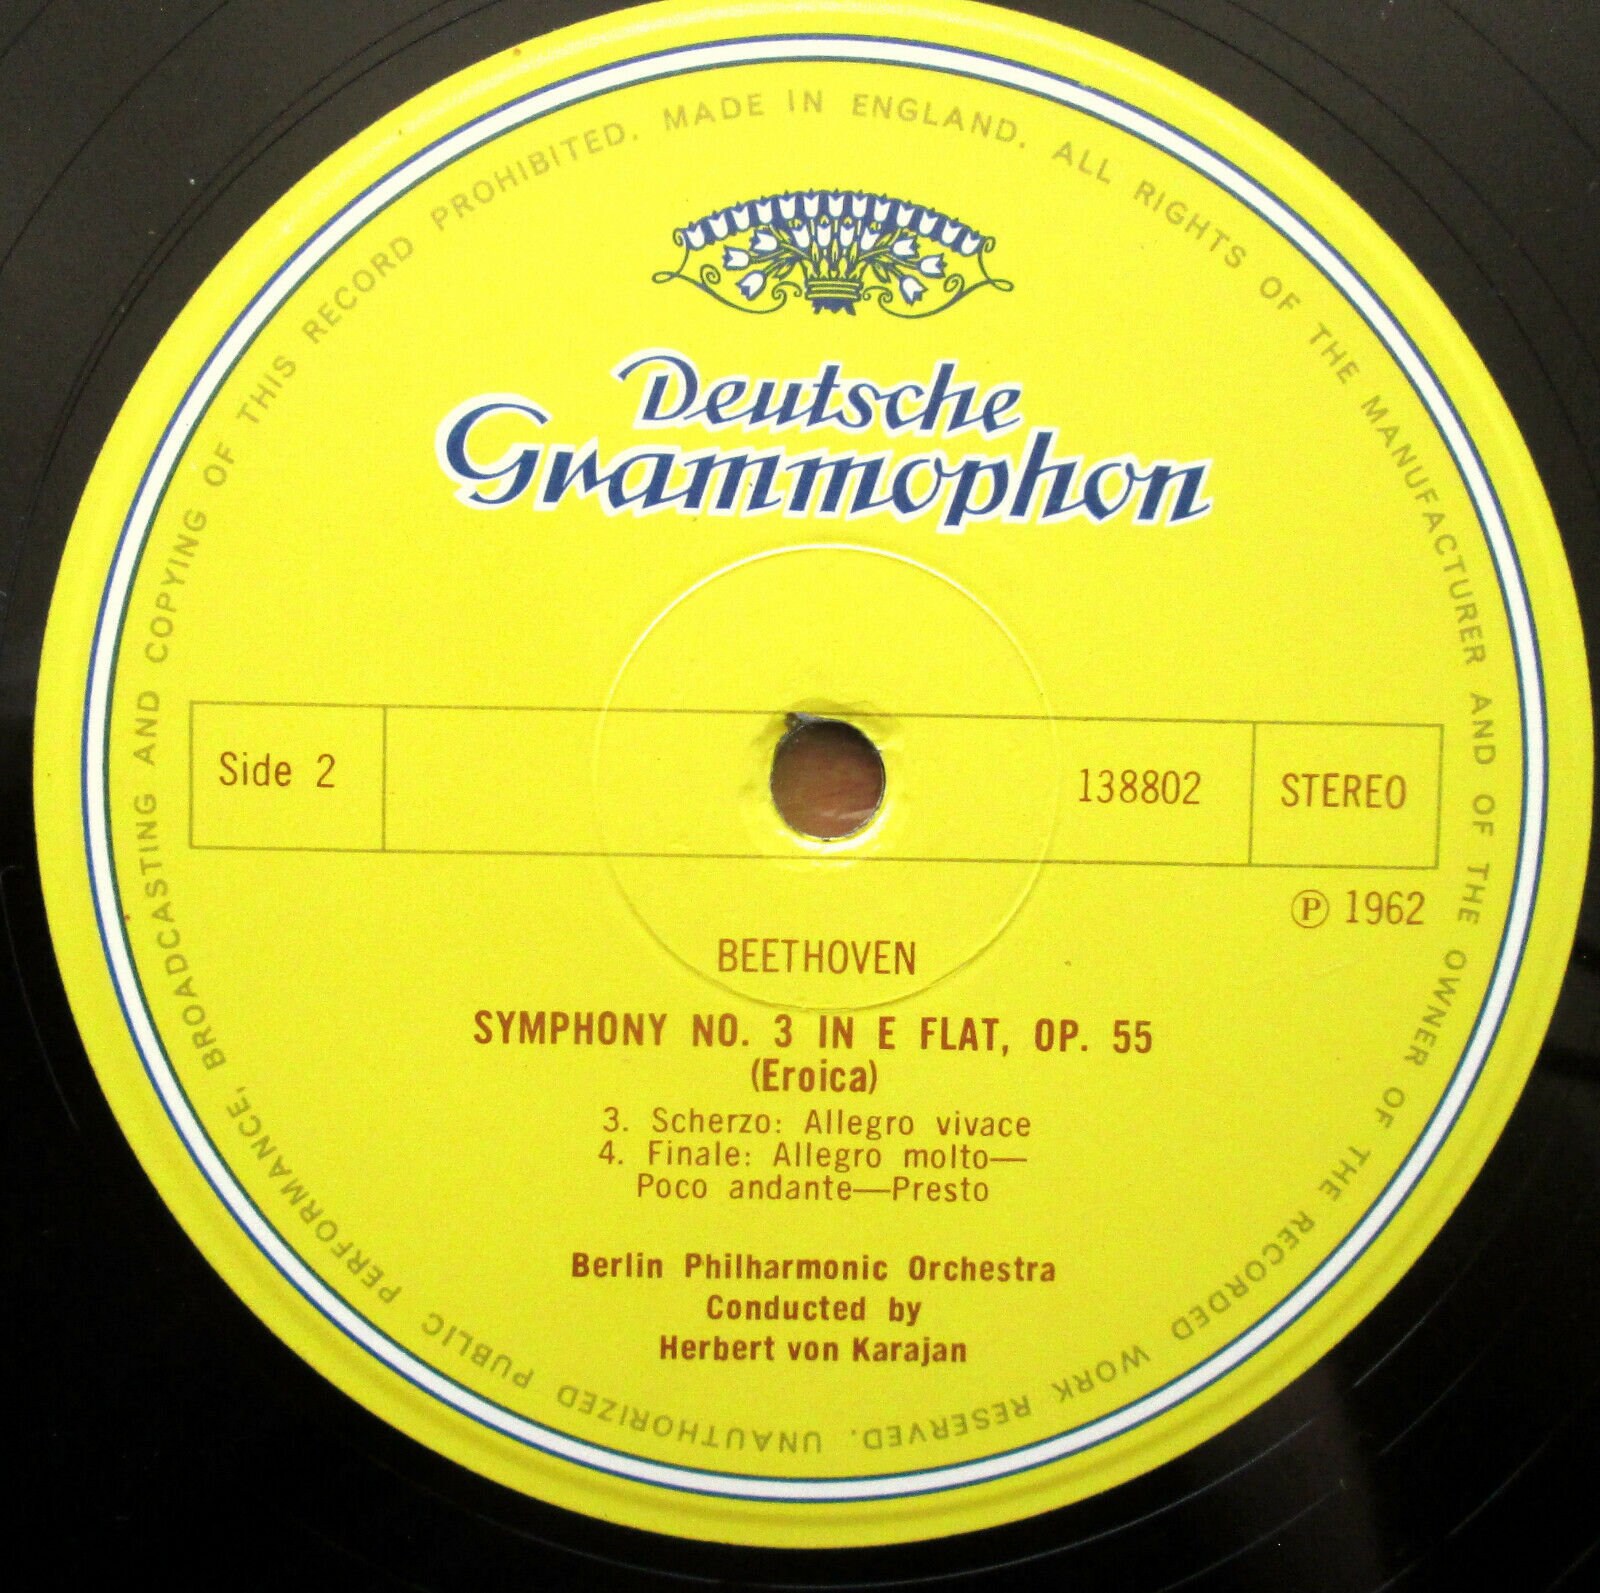 MADE IN ENGLAND. ALL RIGHTS OF THE MANUFACTURER AND OF THE OWNER OF THE RECORDED WORK RESERVED. UNAUTHORIZED PUBLIC PERFORMANCE, BROADCASTING AND COPYING OF THIS RECORD PROHIBITED.
Deutsche
Grammophon
Side 2 138802 STEREO
℗ 1962
BEETHOVEN
SYMPHONY NO. 3 IN E FLAT, OP. 55
(Eroica)
3. Scherzo: Allegro vivace
4. Finale: Allegro molto—
Poco andante—Presto
Berlin Philharmonic Orchestra
Conducted by
Herbert von Karajan